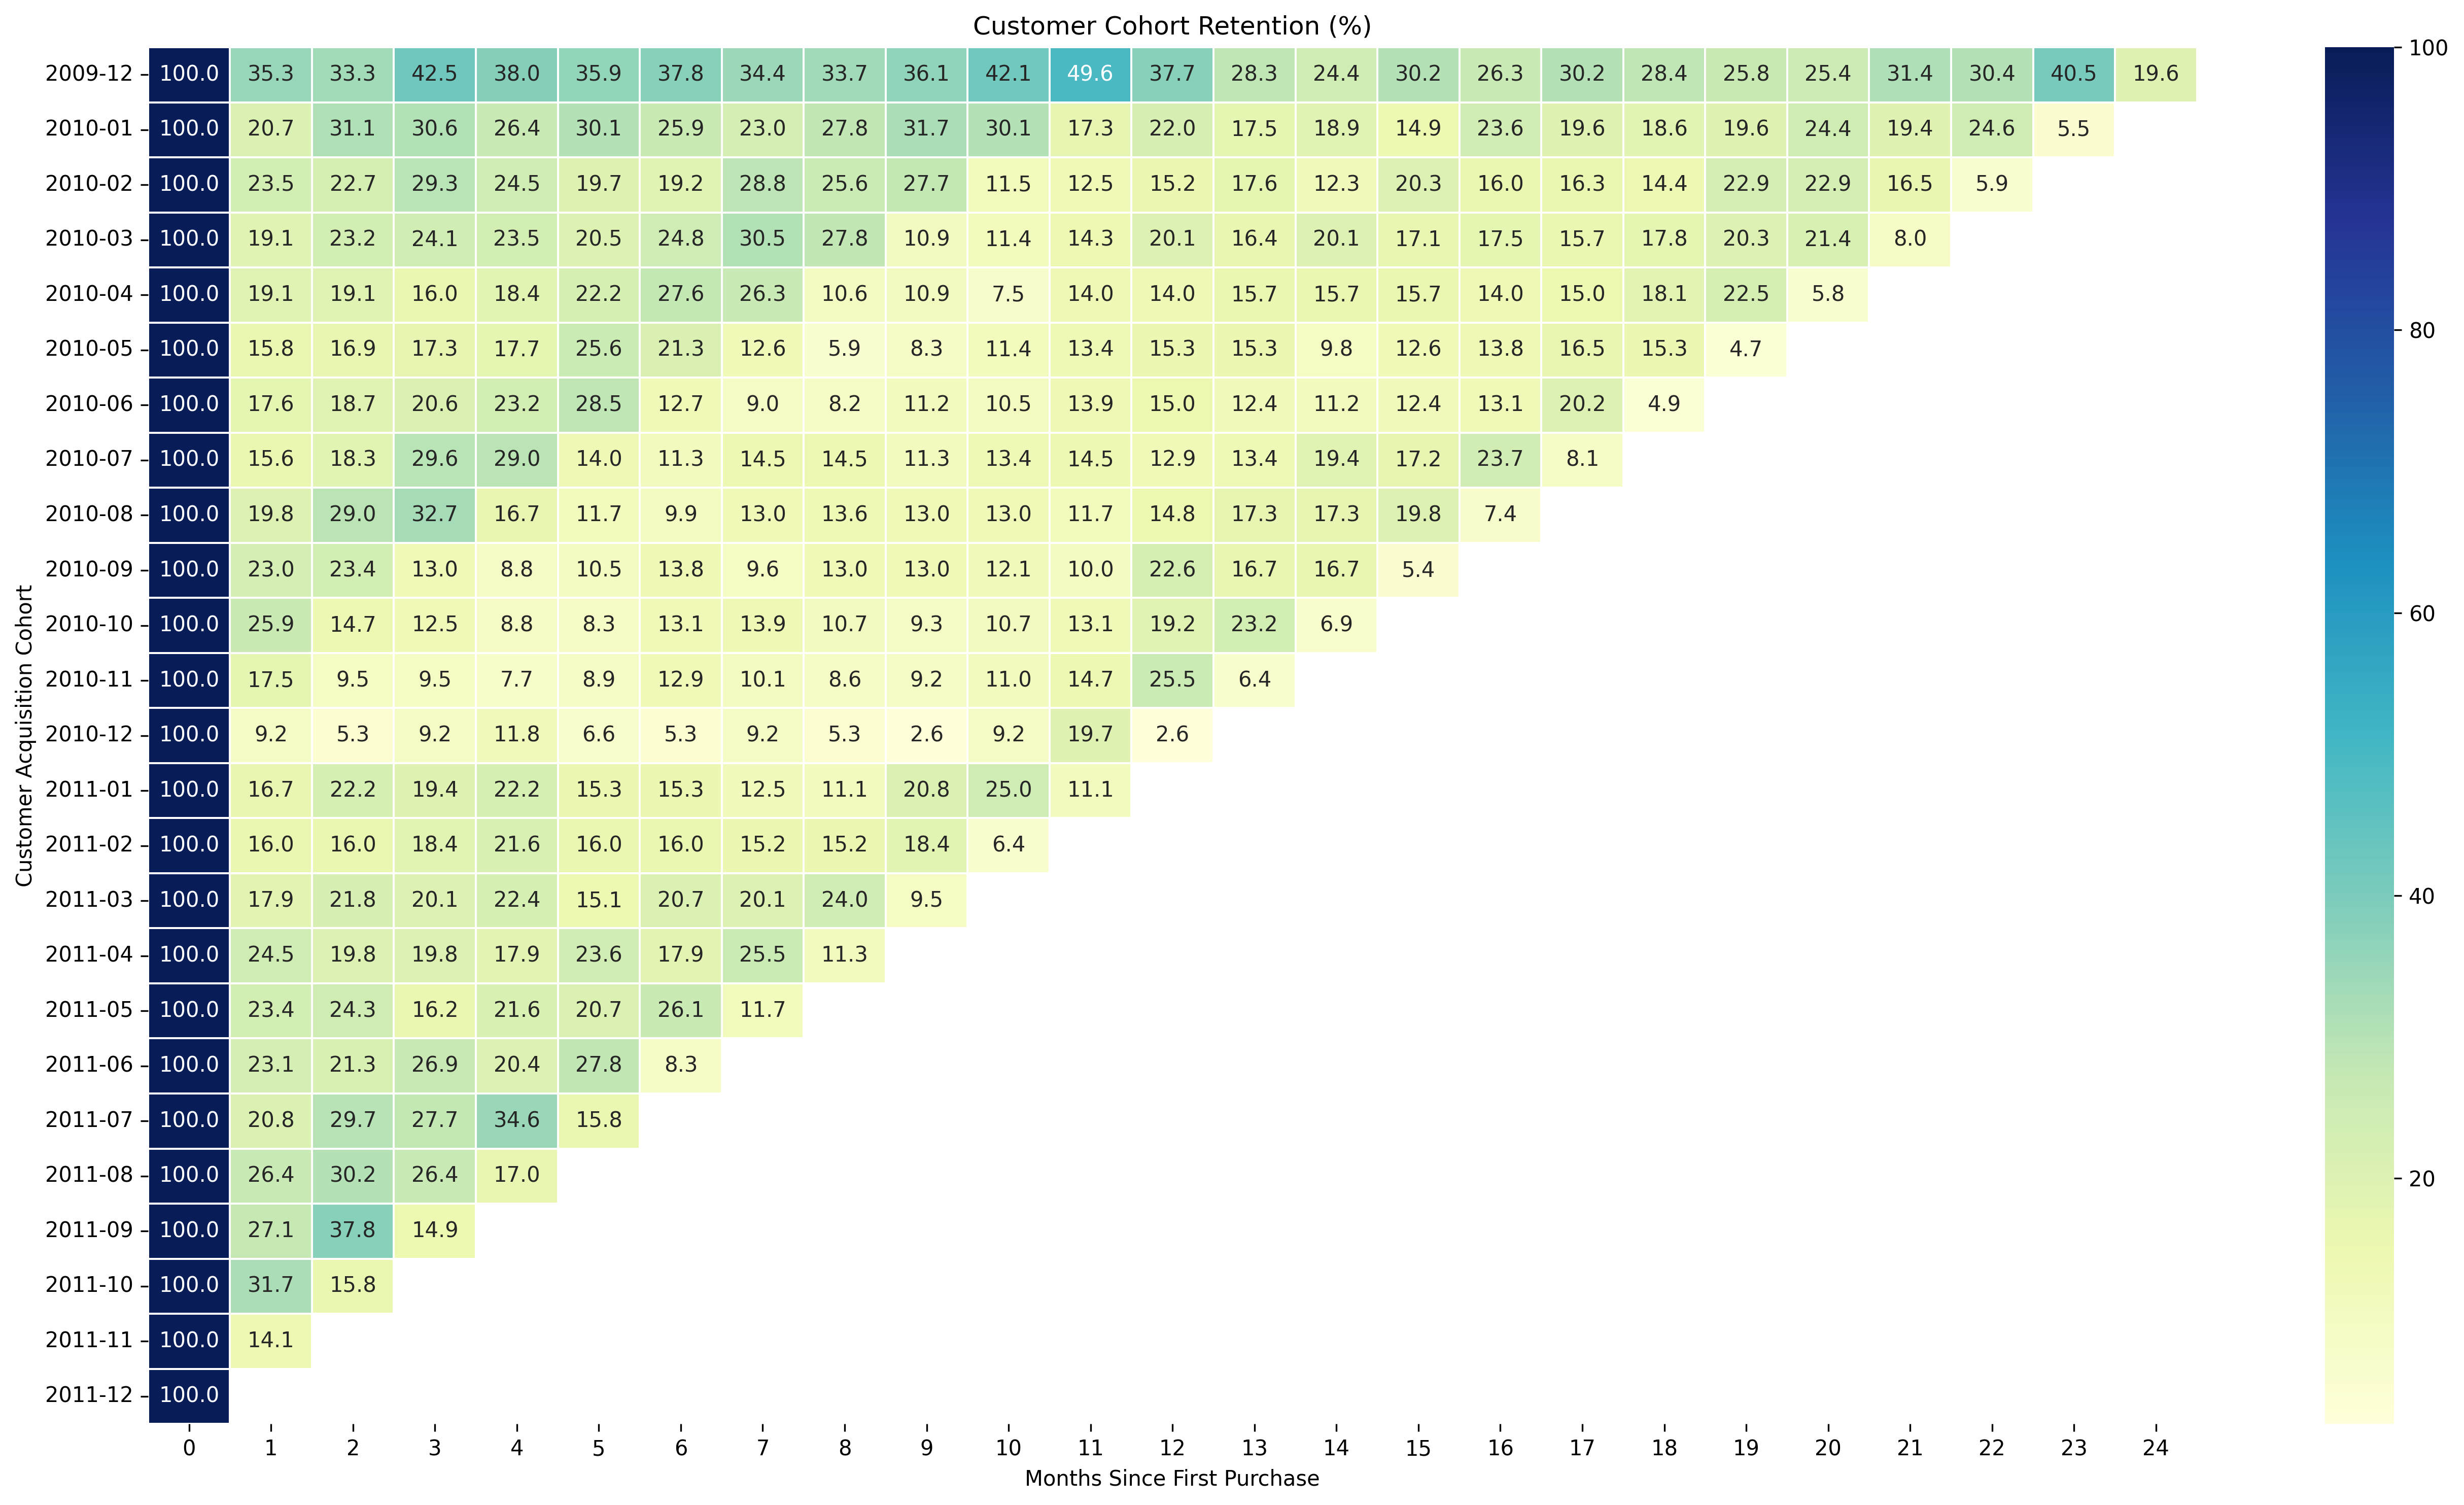 Customer Cohort Retention (%)
Customer Acquisition Cohort
2009-12 100.0 35.3 33.3 42.5 38.0 35.9 37.8 34.4 33.7 36.1 42.1 49.6 37.7 28.3 24.4 30.2 26.3 30.2 28.4 25.8 25.4 31.4 30.4 40.5 19.6
2010-01 100.0 20.7 31.1 30.6 26.4 30.1 25.9 23.0 27.8 31.7 30.1 17.3 22.0 17.5 18.9 14.9 23.6 19.6 18.6 19.6 24.4 19.4 24.6 5.5
2010-02 100.0 23.5 22.7 29.3 24.5 19.7 19.2 28.8 25.6 27.7 11.5 12.5 15.2 17.6 12.3 20.3 16.0 16.3 14.4 22.9 22.9 16.5 5.9
2010-03 100.0 19.1 23.2 24.1 23.5 20.5 24.8 30.5 27.8 10.9 11.4 14.3 20.1 16.4 20.1 17.1 17.5 15.7 17.8 20.3 21.4 8.0
2010-04 100.0 19.1 19.1 16.0 18.4 22.2 27.6 26.3 10.6 10.9 7.5 14.0 14.0 15.7 15.7 15.7 14.0 15.0 18.1 22.5 5.8
2010-05 100.0 15.8 16.9 17.3 17.7 25.6 21.3 12.6 5.9 8.3 11.4 13.4 15.3 15.3 9.8 12.6 13.8 16.5 15.3 4.7
2010-06 100.0 17.6 18.7 20.6 23.2 28.5 12.7 9.0 8.2 11.2 10.5 13.9 15.0 12.4 11.2 12.4 13.1 20.2 4.9
2010-07 100.0 15.6 18.3 29.6 29.0 14.0 11.3 14.5 14.5 11.3 13.4 14.5 12.9 13.4 19.4 17.2 23.7 8.1
2010-08 100.0 19.8 29.0 32.7 16.7 11.7 9.9 13.0 13.6 13.0 13.0 11.7 14.8 17.3 17.3 19.8 7.4
2010-09 100.0 23.0 23.4 13.0 8.8 10.5 13.8 9.6 13.0 13.0 12.1 10.0 22.6 16.7 16.7 5.4
2010-10 100.0 25.9 14.7 12.5 8.8 8.3 13.1 13.9 10.7 9.3 10.7 13.1 19.2 23.2 6.9
2010-11 100.0 17.5 9.5 9.5 7.7 8.9 12.9 10.1 8.6 9.2 11.0 14.7 25.5 6.4
2010-12 100.0 9.2 5.3 9.2 11.8 6.6 5.3 9.2 5.3 2.6 9.2 19.7 2.6
2011-01 100.0 16.7 22.2 19.4 22.2 15.3 15.3 12.5 11.1 20.8 25.0 11.1
2011-02 100.0 16.0 16.0 18.4 21.6 16.0 16.0 15.2 15.2 18.4 6.4
2011-03 100.0 17.9 21.8 20.1 22.4 15.1 20.7 20.1 24.0 9.5
2011-04 100.0 24.5 19.8 19.8 17.9 23.6 17.9 25.5 11.3
2011-05 100.0 23.4 24.3 16.2 21.6 20.7 26.1 11.7
2011-06 100.0 23.1 21.3 26.9 20.4 27.8 8.3
2011-07 100.0 20.8 29.7 27.7 34.6 15.8
2011-08 100.0 26.4 30.2 26.4 17.0
2011-09 100.0 27.1 37.8 14.9
2011-10 100.0 31.7 15.8
2011-11 100.0 14.1
2011-12 100.0
0 1 2 3 4 5 6 7 8 9 10 11 12 13 14 15 16 17 18 19 20 21 22 23 24
Months Since First Purchase
100
80
60
40
20